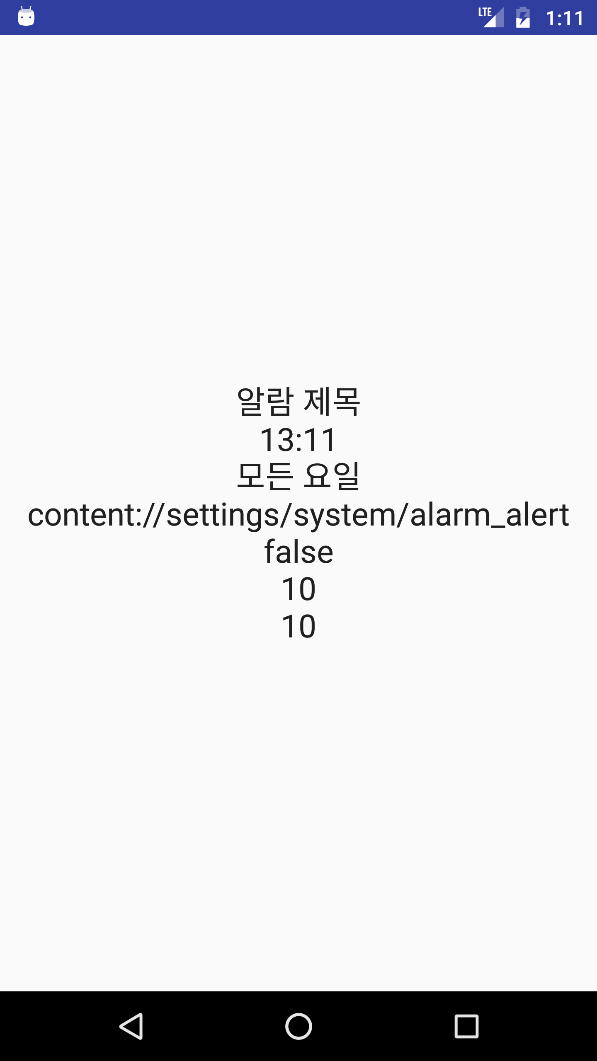 LTE 1:11
알람 제목
13:11
모든 요일
content://settings/system/alarm_alert
false
10
10